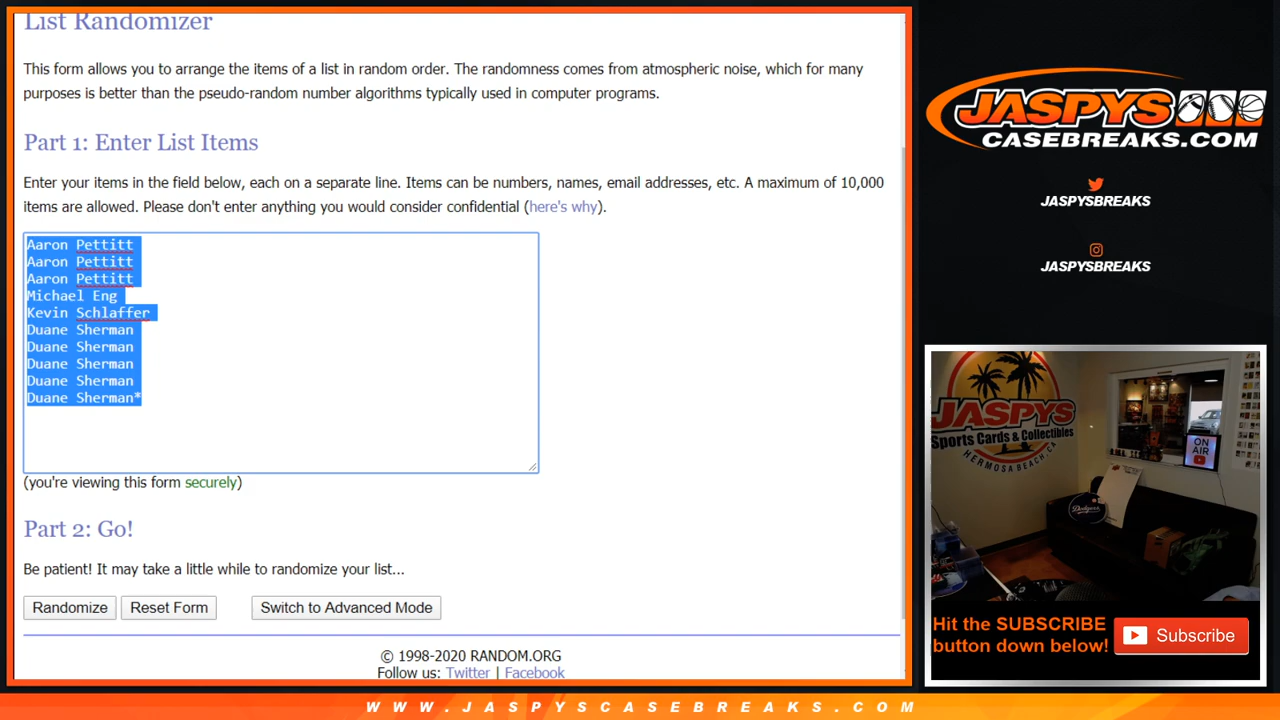 List Randomizer
This form allows you to arrange the items of a list in random order. The randomness comes from atmospheric noise, which for many
purposes is better than the pseudo-random number algorithms typically used in computer programs.
Part 1: Enter List Items
Enter your items in the field below, each on a separate line. Items can be numbers, names, email addresses, etc. A maximum of 10,000
items are allowed. Please don't enter anything you would consider confidential (here's why).
Aaron Pettitt
Aaron Pettitt
Aaron Pettitt
Michael Eng
Kevin Schlaffer
Duane Sherman
Duane Sherman
Duane Sherman
Duane Sherman
Duane Sherman*
(you're viewing this form securely)
Part 2: Go!
Be patient! It may take a little while to randomize your list...
Randomize Reset Form Switch to Advanced Mode
© 1998-2020 RANDOM.ORG
Follow us: Twitter | Facebook
JASPYS
CASEBREAKS.COM
JASPYSBREAKS
JASPYSBREAKS
JASPYS
Sports Cards & Collectibles
HERMOSA BEACH, CA
ON
AIR
Dodgers
Hit the SUBSCRIBE
button down below!
Subscribe
WWW.JASPYSCASEBREAKS.COM